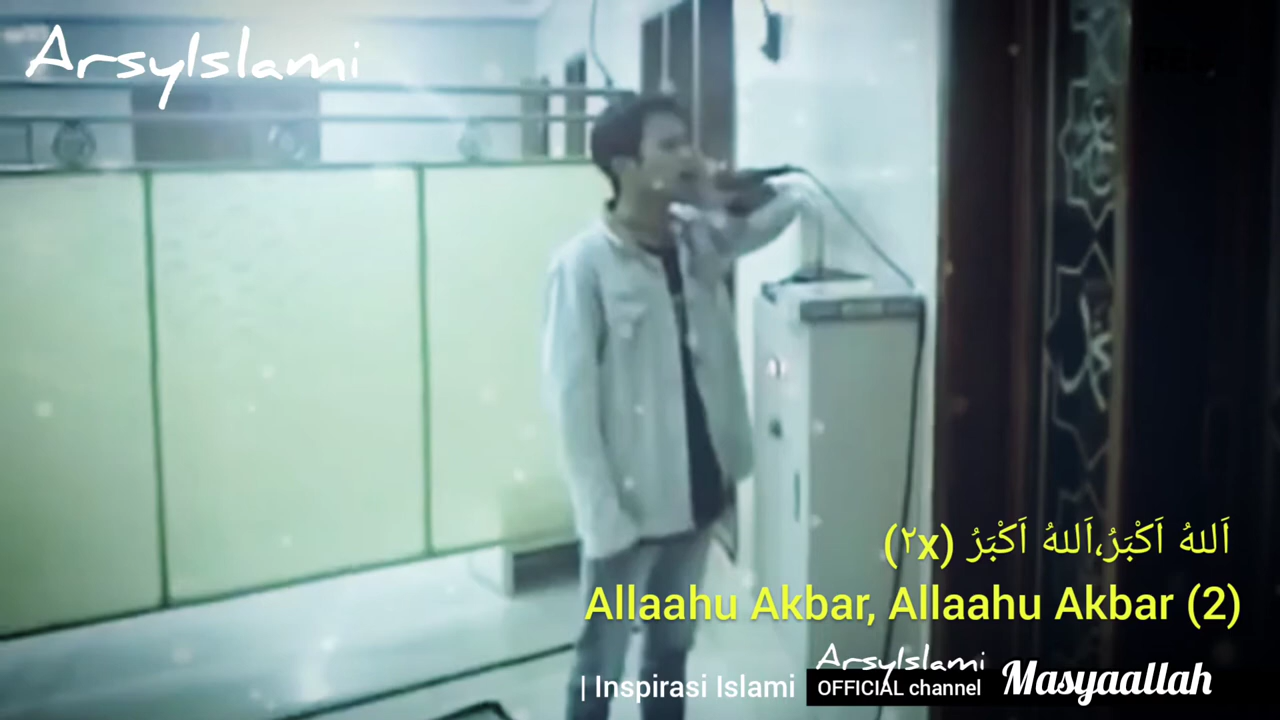 ArsyIslami
اَللهُ اَكْبَرُ،اَللهُ اَكْبَرُ (٢x)
Allaahu Akbar, Allaahu Akbar (2)
ArsyIslami
| Inspirasi Islami OFFICIAL channel Masyaallah